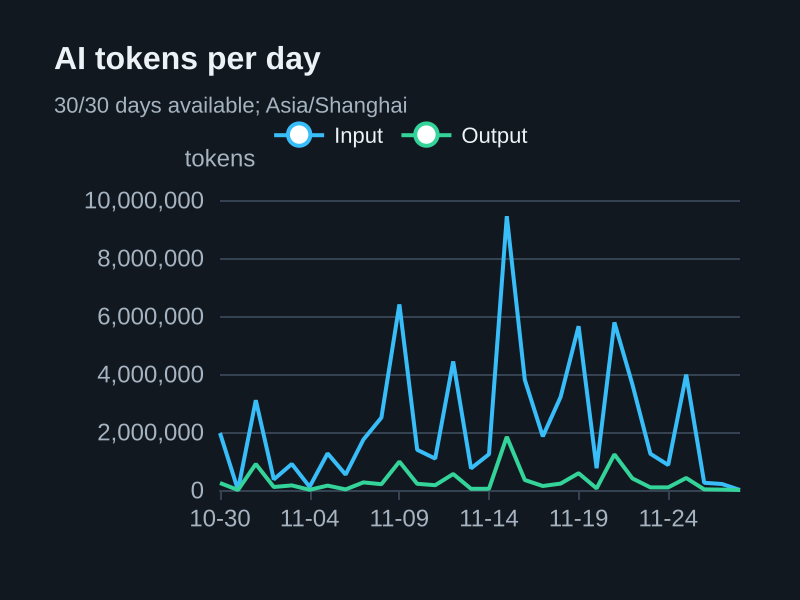 AI tokens per day
30/30 days available; Asia/Shanghai
Input Output
tokens
10,000,000
8,000,000
6,000,000
4,000,000
2,000,000
0
10-30 11-04 11-09 11-14 11-19 11-24